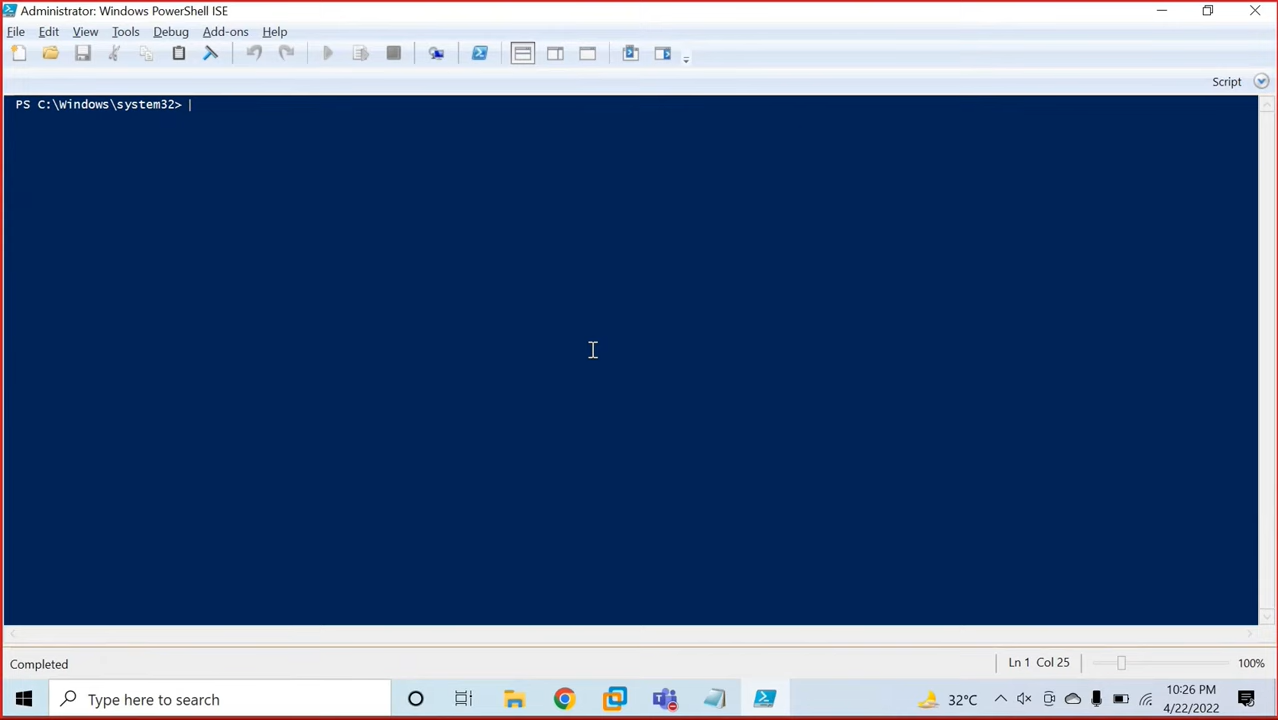 Administrator: Windows PowerShell ISE
File Edit View Tools Debug Add-ons Help
Script
PS C:\Windows\system32>
Completed
Ln 1 Col 25
100%
Type here to search
32°C
10:26 PM
4/22/2022